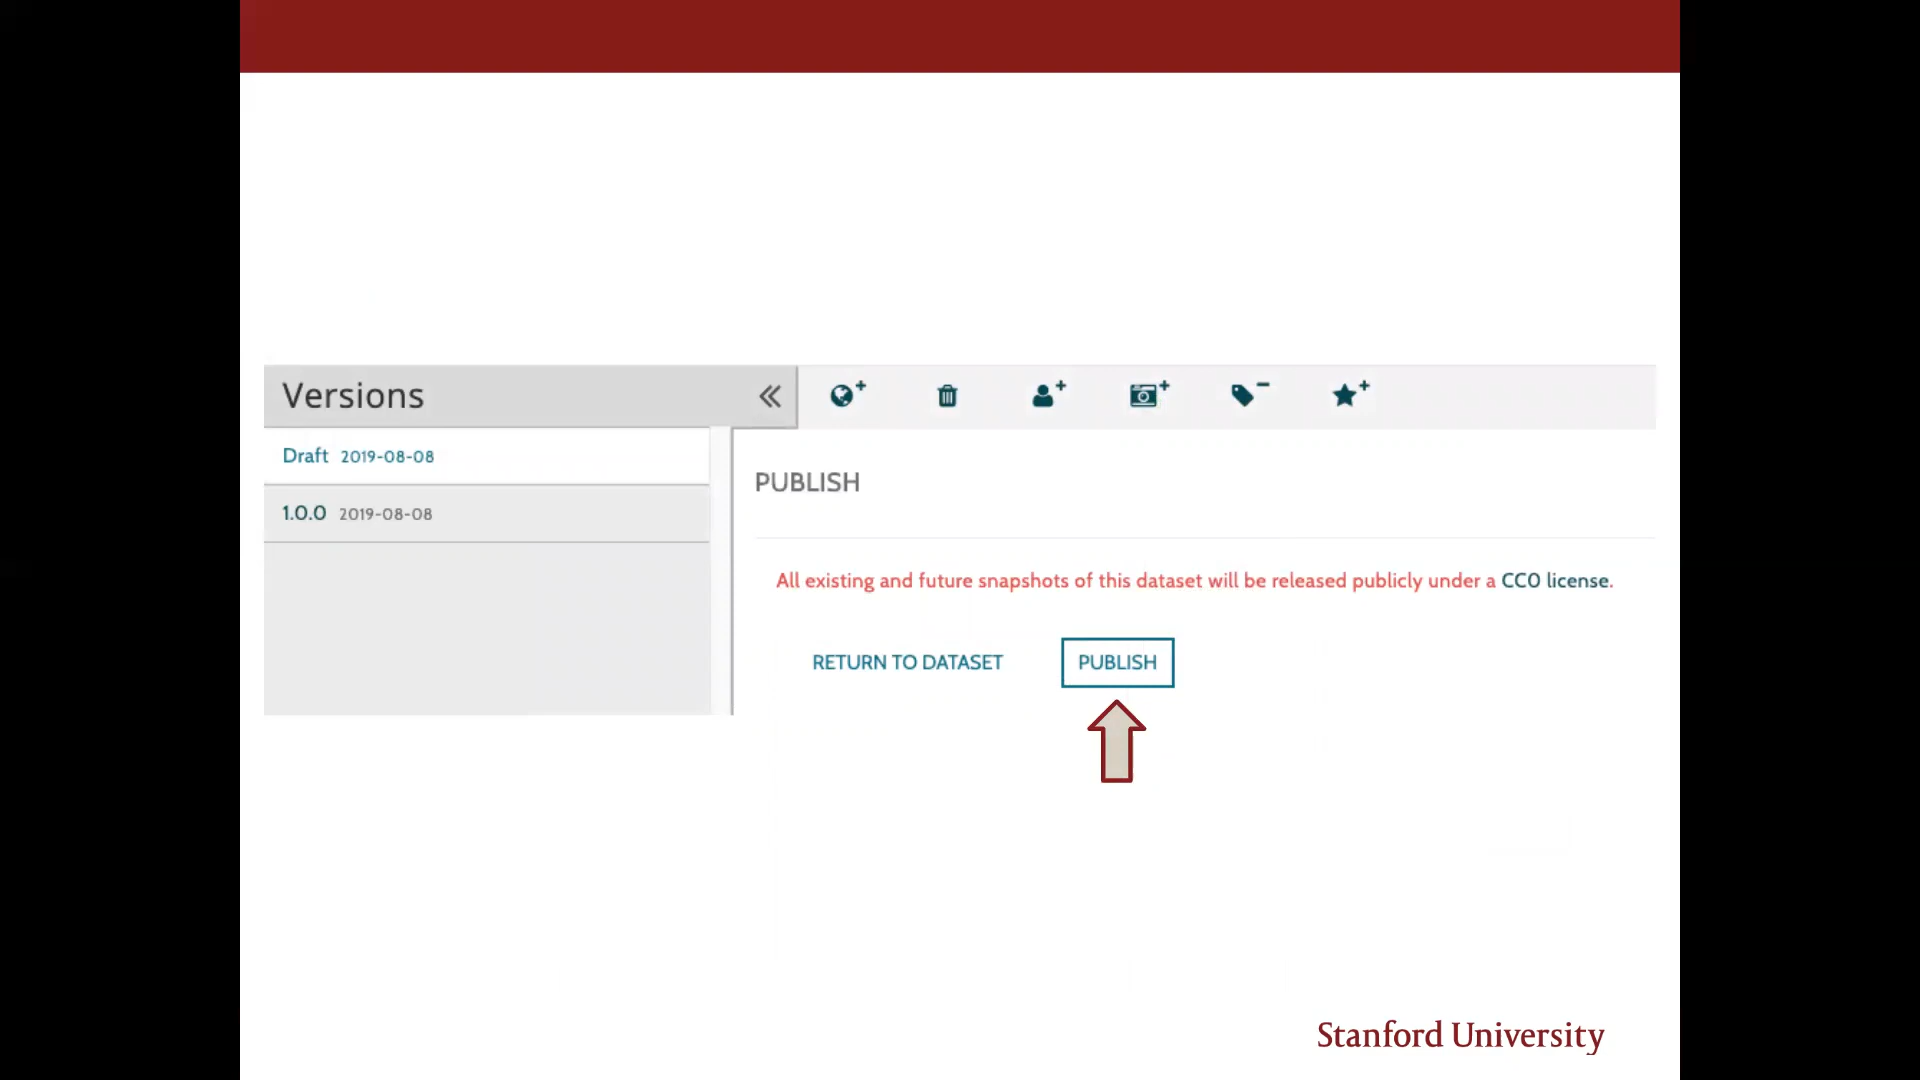 Versions
Draft 2019-08-08
1.0.0 2019-08-08
PUBLISH
All existing and future snapshots of this dataset will be released publicly under a CC0 license.
RETURN TO DATASET
PUBLISH
Stanford University